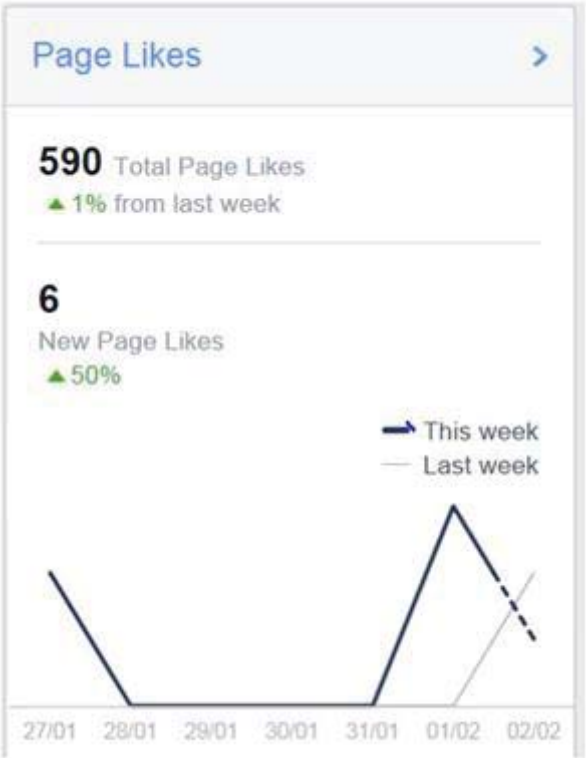 Page Likes
590 Total Page Likes
1% from last week
6
New Page Likes
50%
This week
Last week
27/01 28/01 29/01 30/01 31/01 01/02 02/02